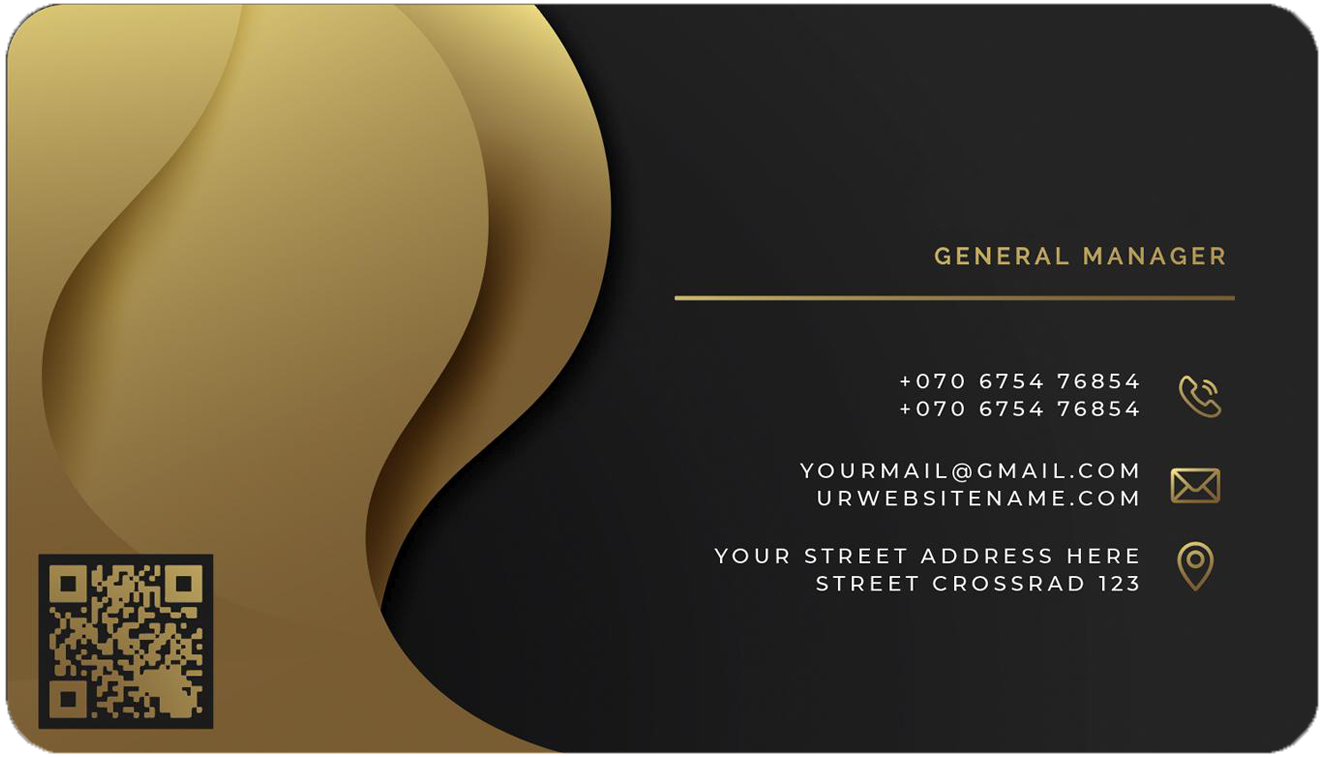 GENERAL MANAGER
+070 6754 76854
+070 6754 76854
YOURMAIL@GMAIL.COM
URWEBSITENAME.COM
YOUR STREET ADDRESS HERE
STREET CROSSRAD 123